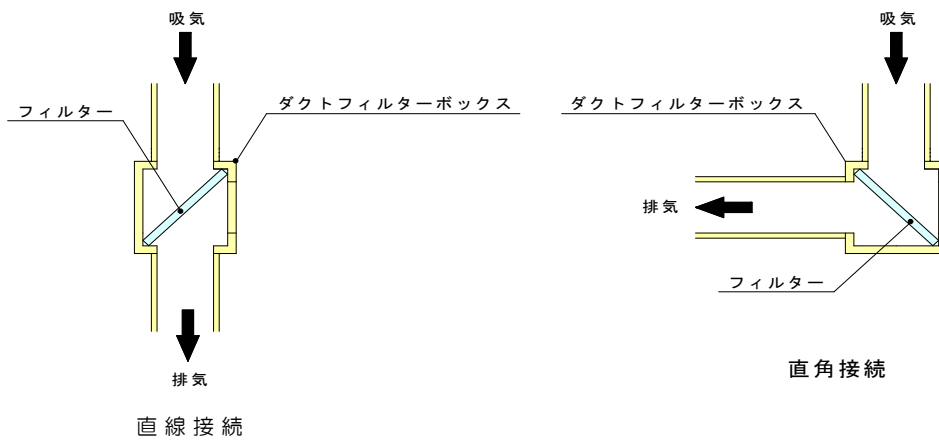 吸気
フィルター
ダクトフィルターボックス
排気
直線接続
吸気
ダクトフィルターボックス
排気
フィルター
直角接続